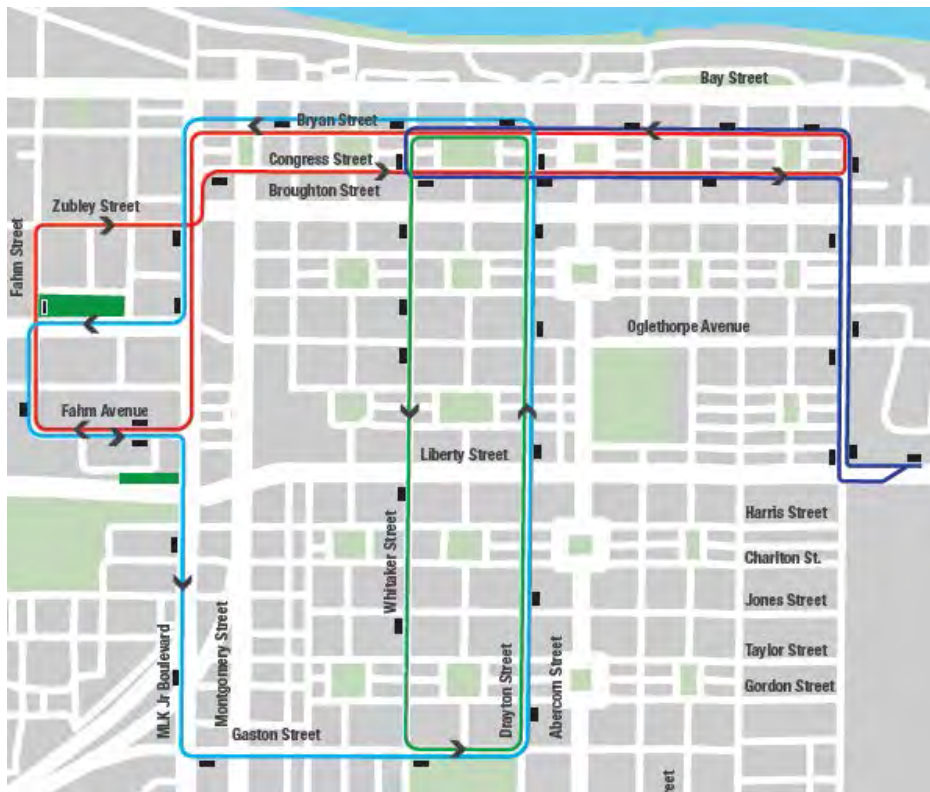 Bay Street
Bryan Street
Congress Street
Broughton Street
Zubley Street
Fahm Street
Oglethorpe Avenue
Fahm Avenue
Liberty Street
Harris Street
Charlton St.
Jones Street
Taylor Street
Gordon Street
Whitaker Street
MLK Jr Boulevard
Montgomery Street
Drayton Street
Abercorn Street
Gaston Street
reet